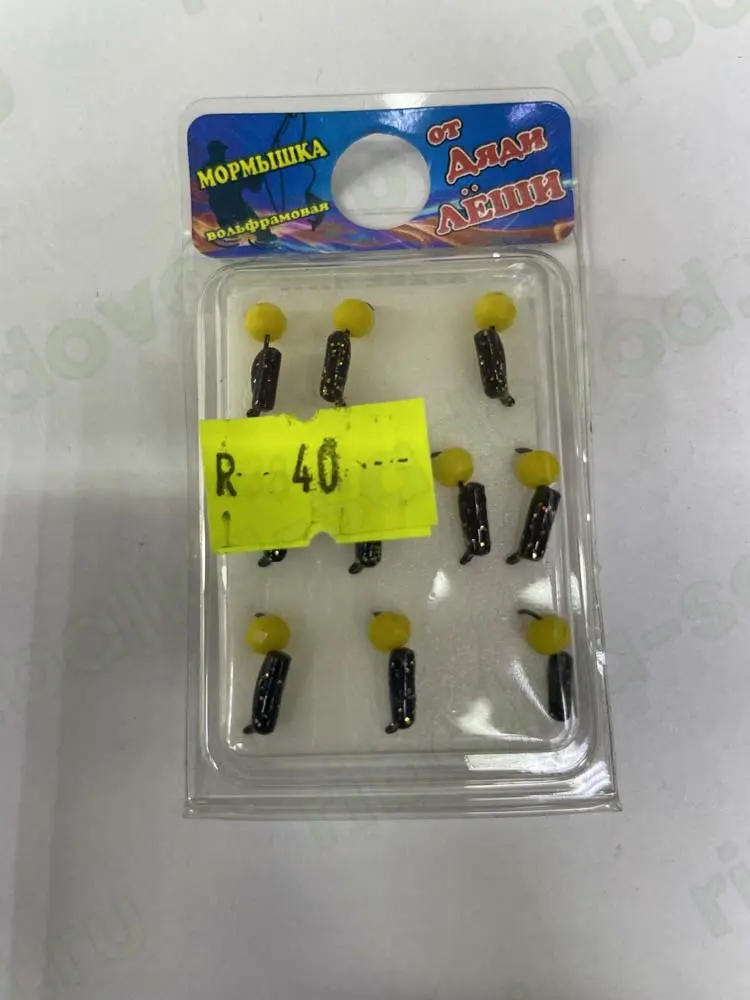 МОРМЫШКА
вольфрамовая
от
ДЯДИ
ЛЁШИ
R 40 ---